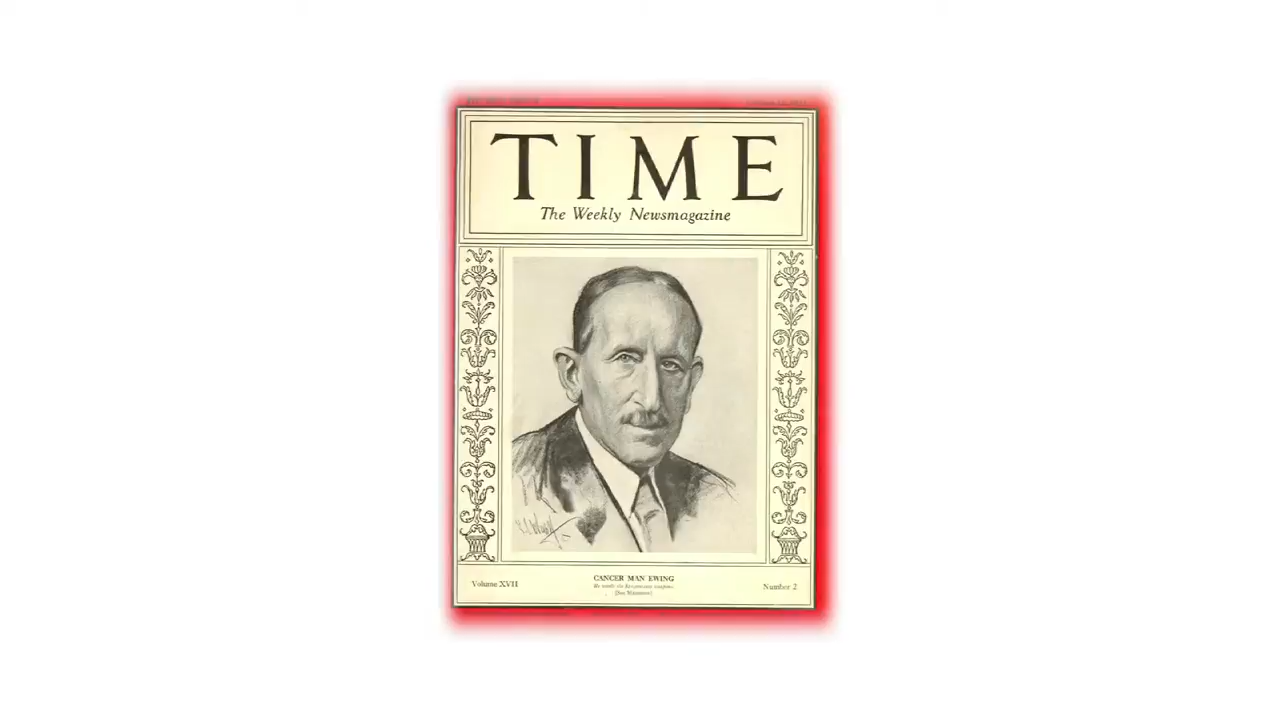 TIME
The Weekly Newsmagazine
Volume XVII
CANCER MAN EWING
Number 2